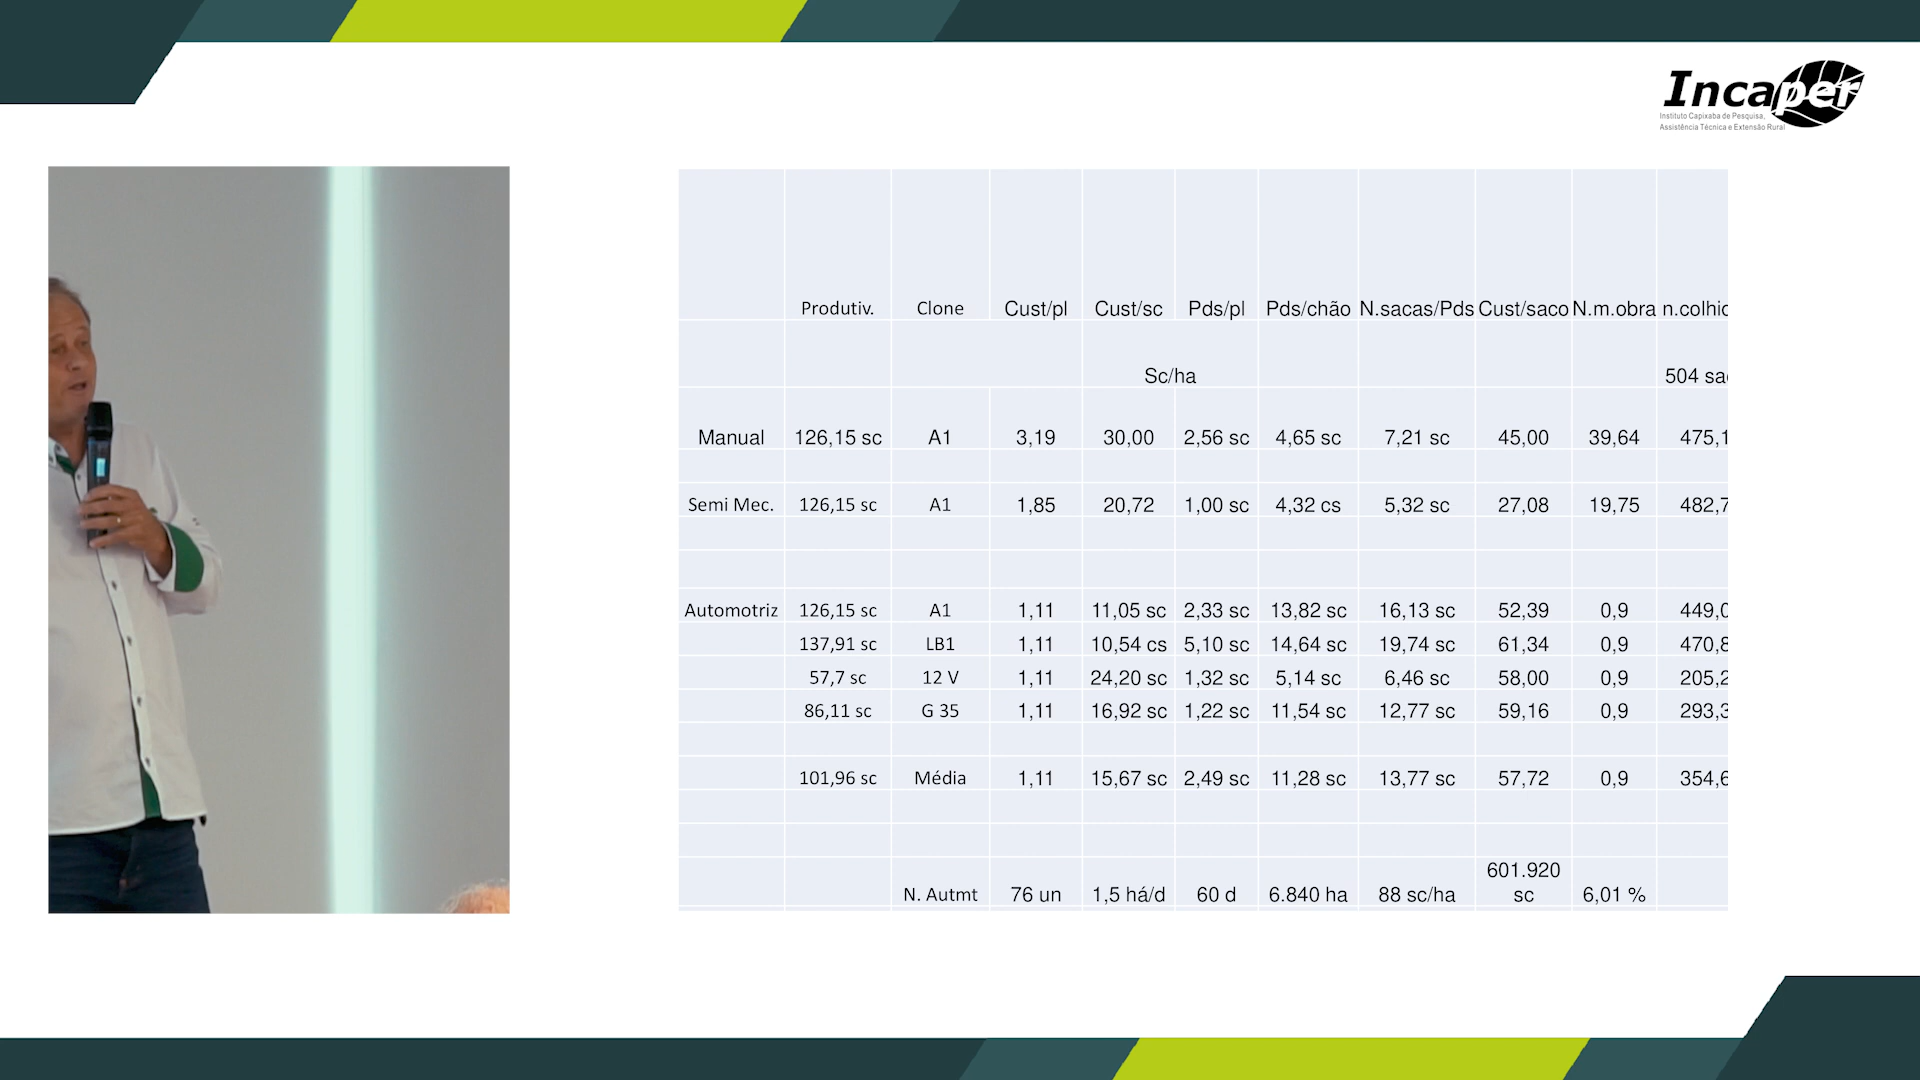 Incaper
Instituto Capixaba de Pesquisa,
Assistência Técnica e Extensão Rural
Produtiv. Clone Cust/pl Cust/sc Pds/pl Pds/chão N.sacas/Pds Cust/saco N.m.obra n.colhic
Sc/ha 504 sa
Manual 126,15 sc A1 3,19 30,00 2,56 sc 4,65 sc 7,21 sc 45,00 39,64 475,1
Semi Mec. 126,15 sc A1 1,85 20,72 1,00 sc 4,32 cs 5,32 sc 27,08 19,75 482,7
Automotriz 126,15 sc A1 1,11 11,05 sc 2,33 sc 13,82 sc 16,13 sc 52,39 0,9 449,0
137,91 sc LB1 1,11 10,54 cs 5,10 sc 14,64 sc 19,74 sc 61,34 0,9 470,8
57,7 sc 12 V 1,11 24,20 sc 1,32 sc 5,14 sc 6,46 sc 58,00 0,9 205,2
86,11 sc G 35 1,11 16,92 sc 1,22 sc 11,54 sc 12,77 sc 59,16 0,9 293,3
101,96 sc Média 1,11 15,67 sc 2,49 sc 11,28 sc 13,77 sc 57,72 0,9 354,6
N. Autmt 76 un 1,5 há/d 60 d 6.840 ha 88 sc/ha 601.920 sc 6,01 %